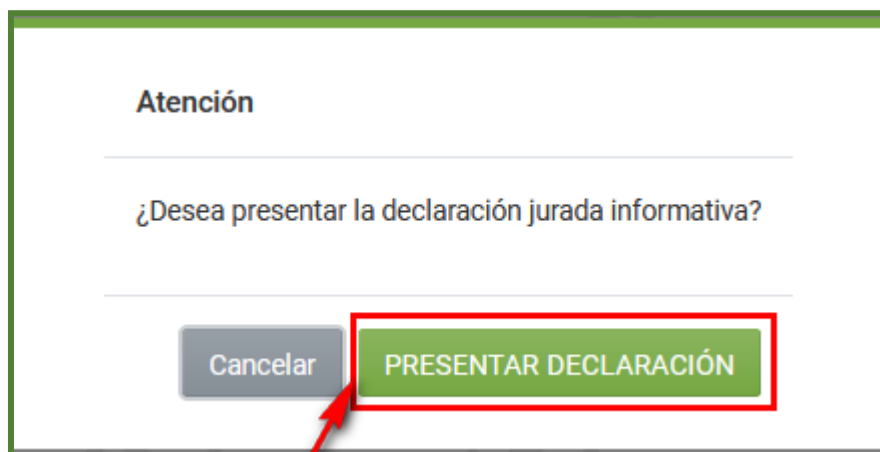 Atención
¿Desea presentar la declaración jurada informativa?
Cancelar PRESENTAR DECLARACIÓN